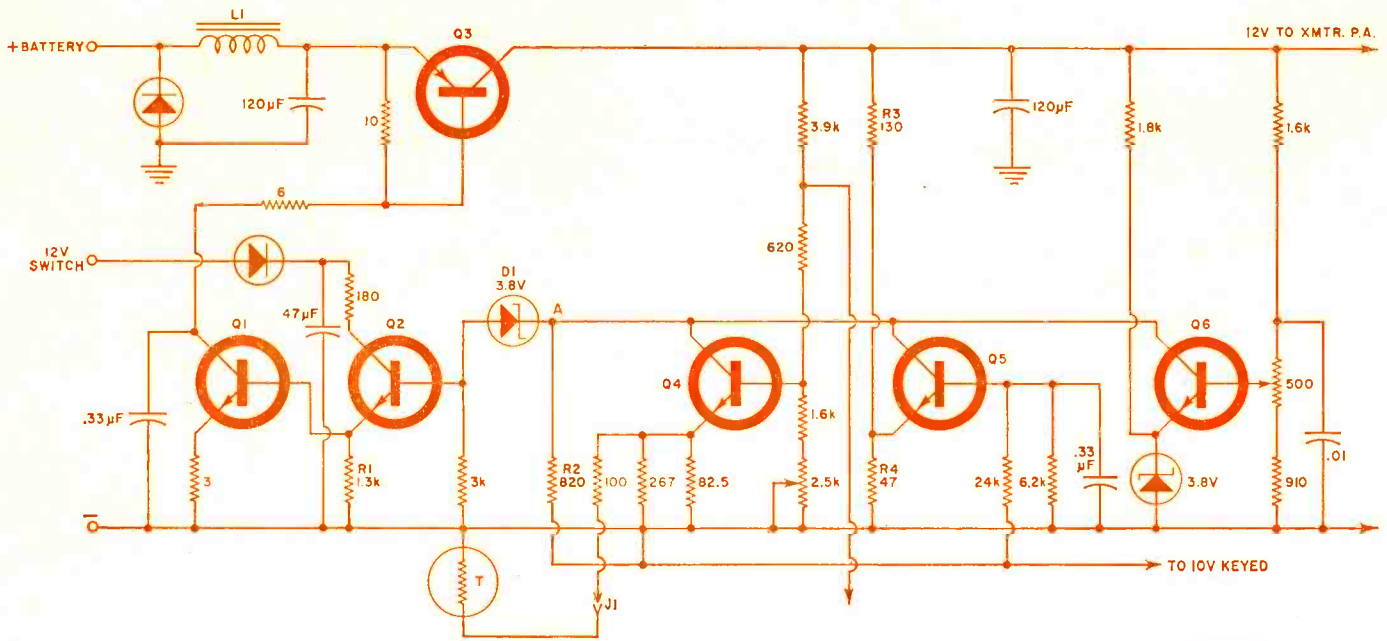 L1
+BATTERY
Q3
12V TO XMTR. P.A.
120µF
10
3.9k
R3
130
120µF
1.8k
1.6k
6
12V
SWITCH
620
D1
3.8V
A
180
47µF
Q1
Q2
Q4
Q5
Q6
500
.33µF
1.6k
3
R1
1.3k
3k
R2
820
100
267
82.5
2.5k
R4
47
24k
6.2k
.33
µF
3.8V
910
.01
–
T
J1
TO 10V KEYED